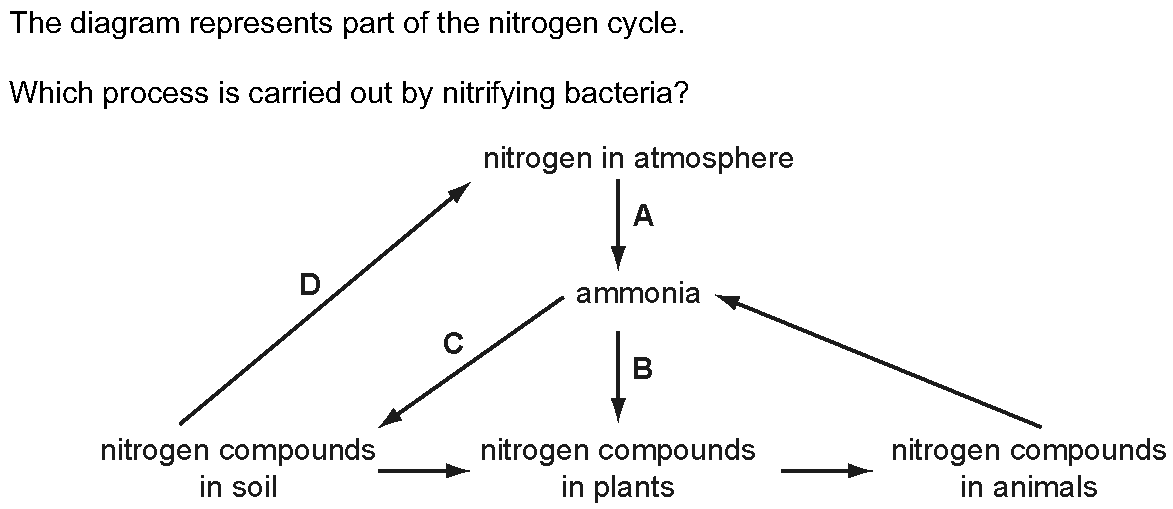 The diagram represents part of the nitrogen cycle.
Which process is carried out by nitrifying bacteria?
nitrogen in atmosphere
A
D
ammonia
C
B
nitrogen compounds
in soil
nitrogen compounds
in plants
nitrogen compounds
in animals